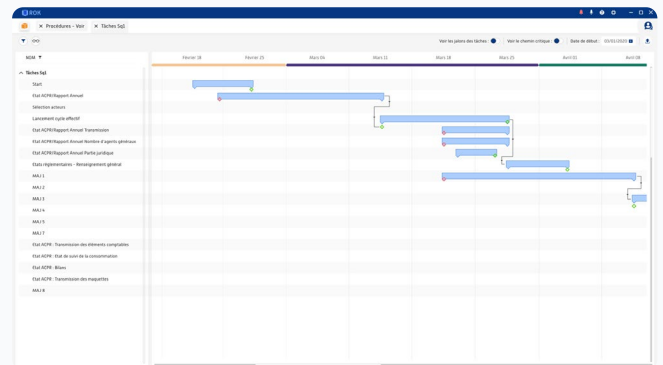 ROK
Procédures - Voir
Tâches Sq1
Voir les jalons des tâches :
Voir le chemin critique :
Date de début : 03/01/2020
NOM
Février 18
Février 25
Mars 04
Mars 11
Mars 18
Mars 25
Avril 01
Avril 08
Tâches Sq1
Start
Etat ACPR/Rapport Annuel
Sélection acteurs
Lancement cycle effectif
Etat ACPR/Rapport Annuel Transmission
Etat ACPR/Rapport Annuel Nombre d'agents généraux
Etat ACPR/Rapport Annuel Partie juridique
Etats réglementaires - Renseignement général
MAJ 1
MAJ 2
MAJ 3
MAJ 4
MAJ 5
MAJ 7
Etat ACPR : Transmission des éléments comptables
Etat ACPR : Etat de suivi de la consommation
Etat ACPR : Bilans
Etat ACPR : Transmission des maquettes
MAJ 8